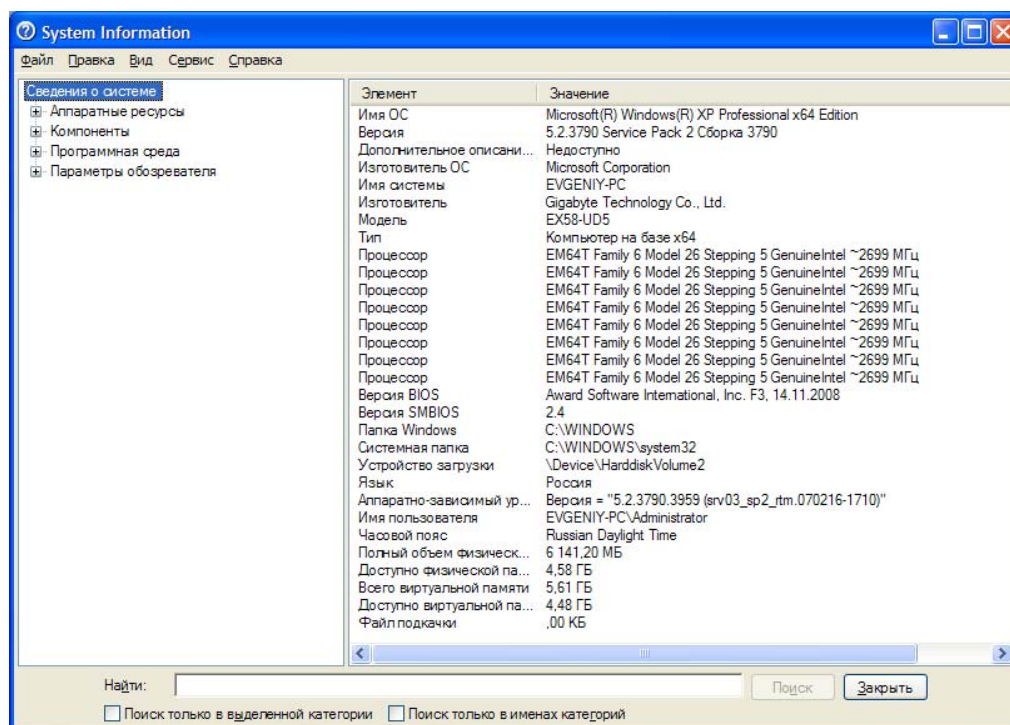 System Information
Файл Правка Вид Сервис Справка
Сведения о системе
Аппаратные ресурсы
Компоненты
Программная среда
Параметры обозревателя
Элемент Значение
Имя ОС Microsoft(R) Windows(R) XP Professional x64 Edition
Версия 5.2.3790 Service Pack 2 Сборка 3790
Дополнительное описани... Недоступно
Изготовитель ОС Microsoft Corporation
Имя системы EVGENIY-PC
Изготовитель Gigabyte Technology Co., Ltd.
Модель EX58-UD5
Тип Компьютер на базе x64
Процессор EM64T Family 6 Model 26 Stepping 5 GenuineIntel ~2699 МГц
Процессор EM64T Family 6 Model 26 Stepping 5 GenuineIntel ~2699 МГц
Процессор EM64T Family 6 Model 26 Stepping 5 GenuineIntel ~2699 МГц
Процессор EM64T Family 6 Model 26 Stepping 5 GenuineIntel ~2699 МГц
Процессор EM64T Family 6 Model 26 Stepping 5 GenuineIntel ~2699 МГц
Процессор EM64T Family 6 Model 26 Stepping 5 GenuineIntel ~2699 МГц
Процессор EM64T Family 6 Model 26 Stepping 5 GenuineIntel ~2699 МГц
Процессор EM64T Family 6 Model 26 Stepping 5 GenuineIntel ~2699 МГц
Версия BIOS Award Software International, Inc. F3, 14.11.2008
Версия SMBIOS 2.4
Папка Windows C:\WINDOWS
Системная папка C:\WINDOWS\system32
Устройство загрузки \Device\HarddiskVolume2
Язык Россия
Аппаратно-зависимый ур... Версия = "5.2.3790.3959 (srv03_sp2_rtm.070216-1710)"
Имя пользователя EVGENIY-PC\Administrator
Часовой пояс Russian Daylight Time
Полный объем физическ... 6 141,20 МБ
Доступно физической па... 4,58 ГБ
Всего виртуальной памяти 5,61 ГБ
Доступно виртуальной па... 4,48 ГБ
Файл подкачки ,00 КБ
Найти: Поиск Закрыть
Поиск только в выделенной категории Поиск только в именах категорий